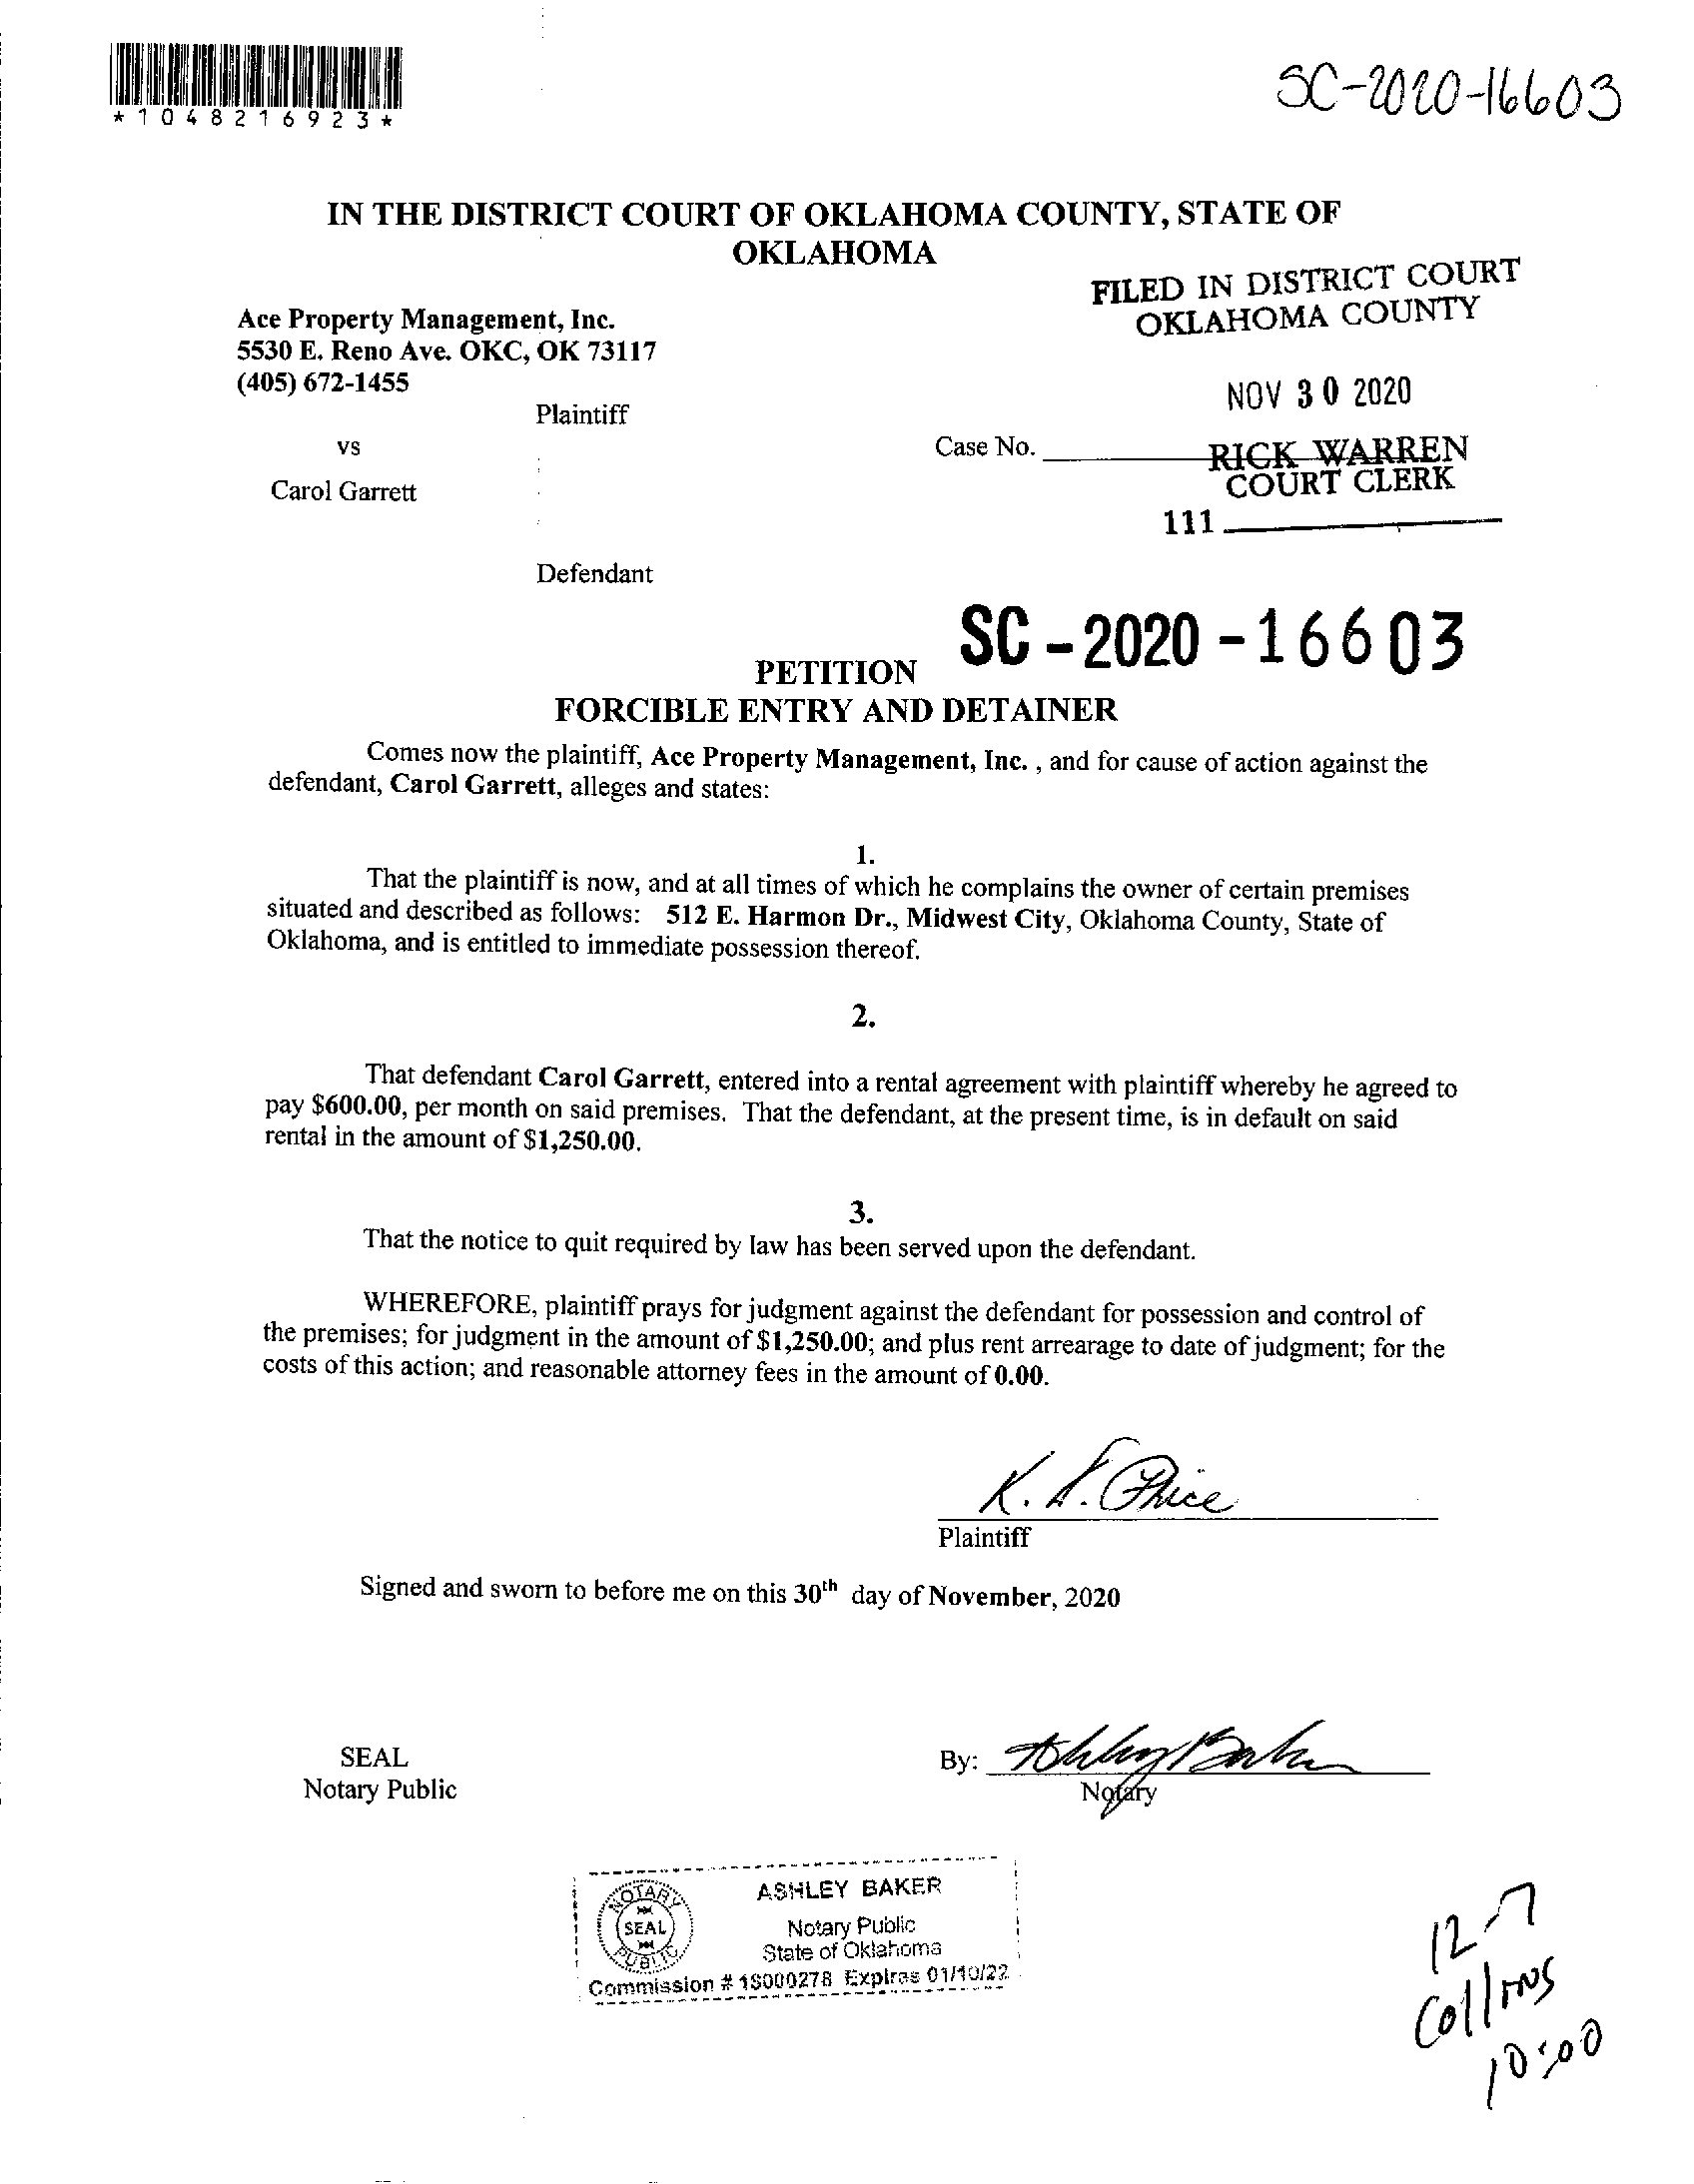 *1048216923*
SC-2020-16603
IN THE DISTRICT COURT OF OKLAHOMA COUNTY, STATE OF
OKLAHOMA
FILED IN DISTRICT COURT
OKLAHOMA COUNTY
Ace Property Management, Inc.
5530 E. Reno Ave. OKC, OK 73117
(405) 672-1455
NOV 30 2020
Plaintiff
vs
Case No.
RICK WARREN
COURT CLERK
Carol Garrett
111
Defendant
SC-2020-16603
PETITION
FORCIBLE ENTRY AND DETAINER
Comes now the plaintiff, Ace Property Management, Inc. , and for cause of action against the
defendant, Carol Garrett, alleges and states:
1.
That the plaintiff is now, and at all times of which he complains the owner of certain premises
situated and described as follows: 512 E. Harmon Dr., Midwest City, Oklahoma County, State of
Oklahoma, and is entitled to immediate possession thereof.
2.
That defendant Carol Garrett, entered into a rental agreement with plaintiff whereby he agreed to
pay $600.00, per month on said premises. That the defendant, at the present time, is in default on said
rental in the amount of $1,250.00.
3.
That the notice to quit required by law has been served upon the defendant.
WHEREFORE, plaintiff prays for judgment against the defendant for possession and control of
the premises; for judgment in the amount of $1,250.00; and plus rent arrearage to date of judgment; for the
costs of this action; and reasonable attorney fees in the amount of 0.00.
Plaintiff
Signed and sworn to before me on this 30th day of November, 2020
SEAL
Notary Public
By: Ashley Baker
Notary
NOTARY
SEAL
PUBLIC
ASHLEY BAKER
Notary Public
State of Oklahoma
Commission # 18000278 Expires 01/10/22
12-7
Collins
10:00